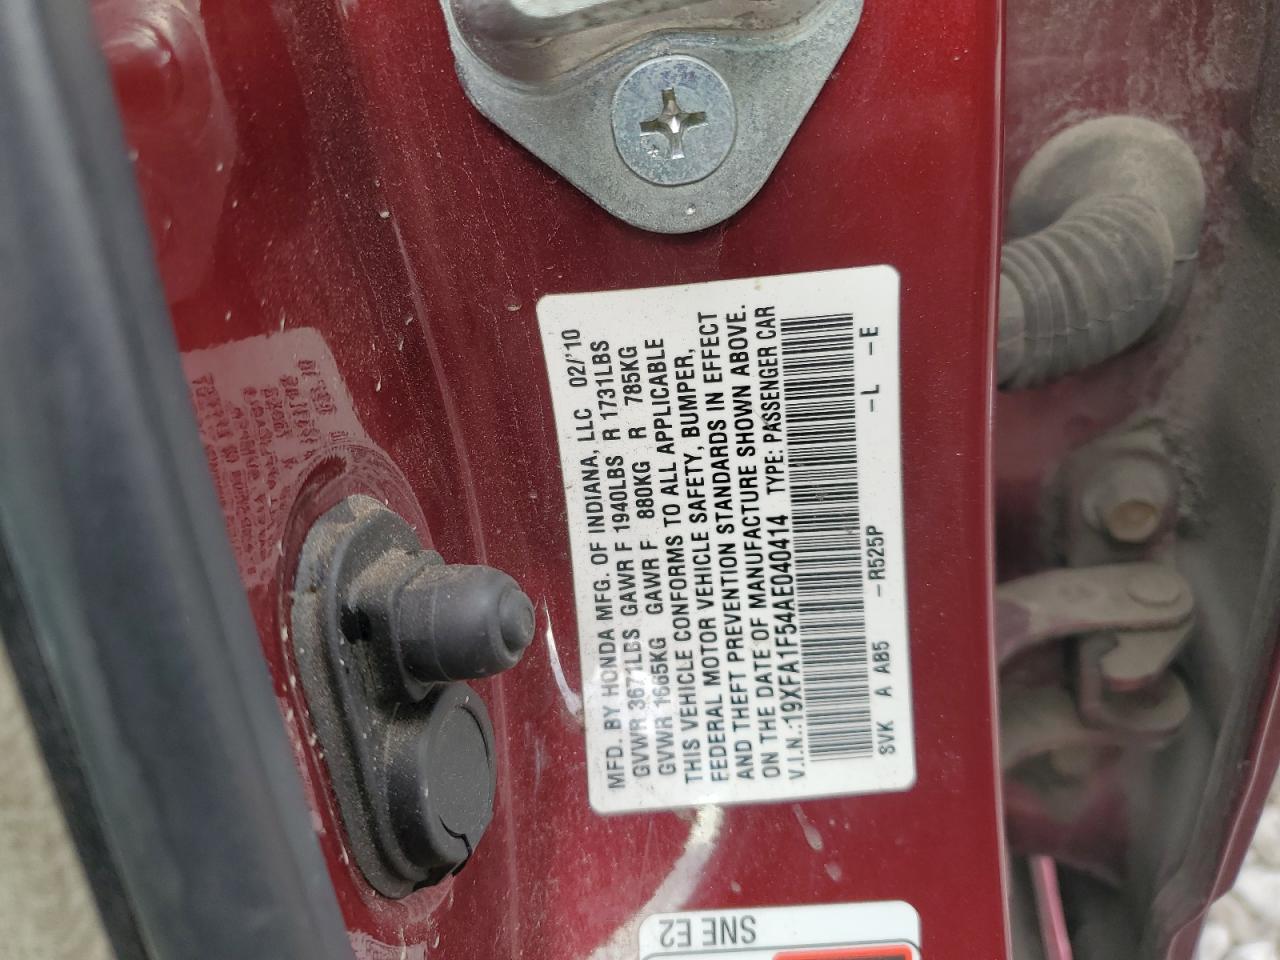 MFD. BY HONDA MFG. OF INDIANA, LLC 02/'10
GVWR 3671LBS GAWR F 1940LBS R 1731LBS
GVWR 1665KG GAWR F 880KG R 785KG
THIS VEHICLE CONFORMS TO ALL APPLICABLE
FEDERAL MOTOR VEHICLE SAFETY, BUMPER,
AND THEFT PREVENTION STANDARDS IN EFFECT
ON THE DATE OF MANUFACTURE SHOWN ABOVE.
V.I.N.:19XFA1F54AE040414 TYPE: PASSENGER CAR
SVK A AB5 -R525P -L -E
SNE E2